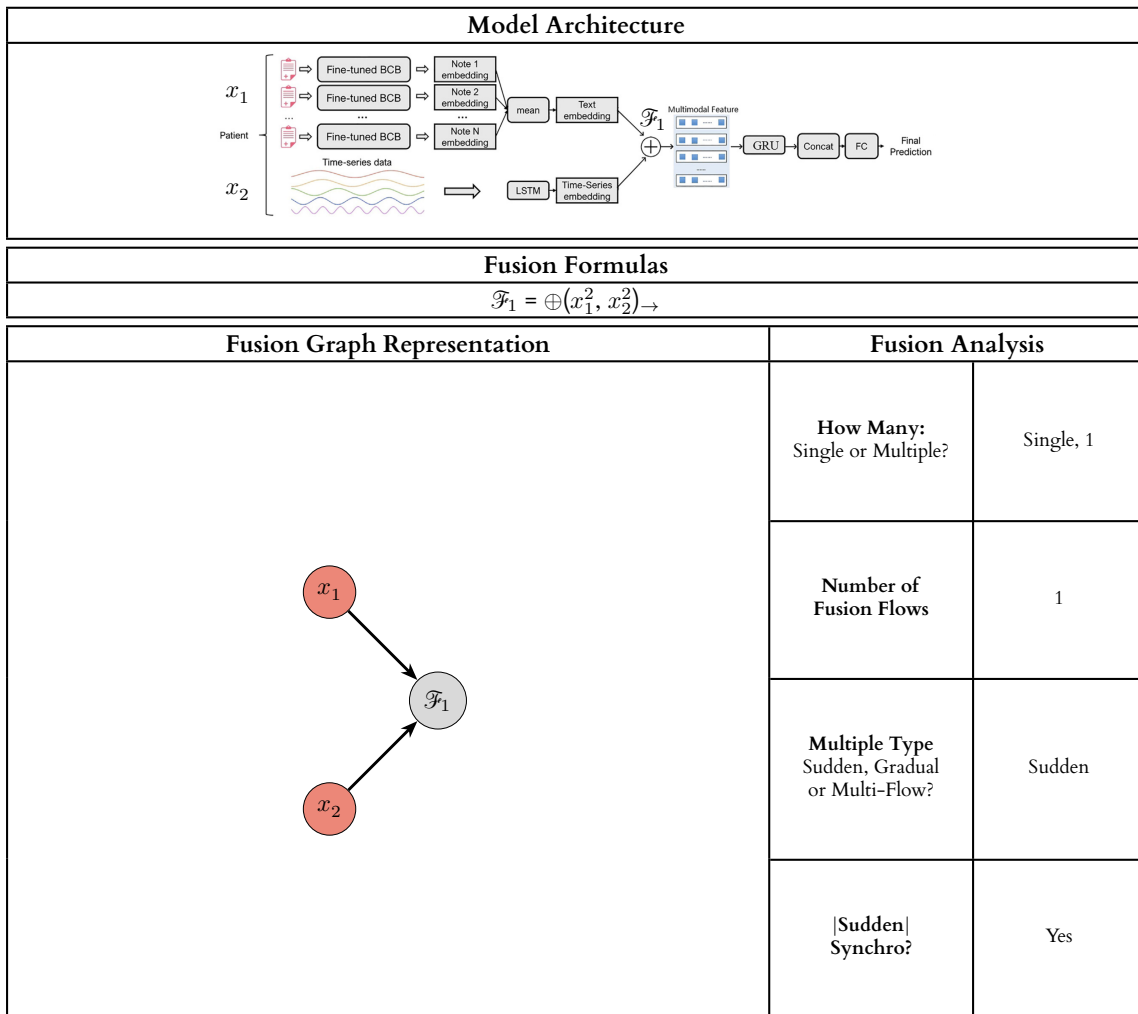 Model Architecture
x1
Patient
x2
Fine-tuned BCB
Note 1
embedding
Fine-tuned BCB
Note 2
embedding
...
...
...
Fine-tuned BCB
Note N
embedding
mean
Text
embedding
Time-series data
LSTM
Time-Series
embedding
ℱ1
Multimodal Feature
.....
.....
.....
.....
.....
GRU
Concat
FC
Final
Prediction
Fusion Formulas
ℱ₁ = ⊕(x₁², x₂²)→
Fusion Graph Representation
Fusion Analysis
x₁
x₂
ℱ₁
How Many:
Single or Multiple?
Single, 1
Number of
Fusion Flows
1
Multiple Type
Sudden, Gradual
or Multi-Flow?
Sudden
|Sudden|
Synchro?
Yes